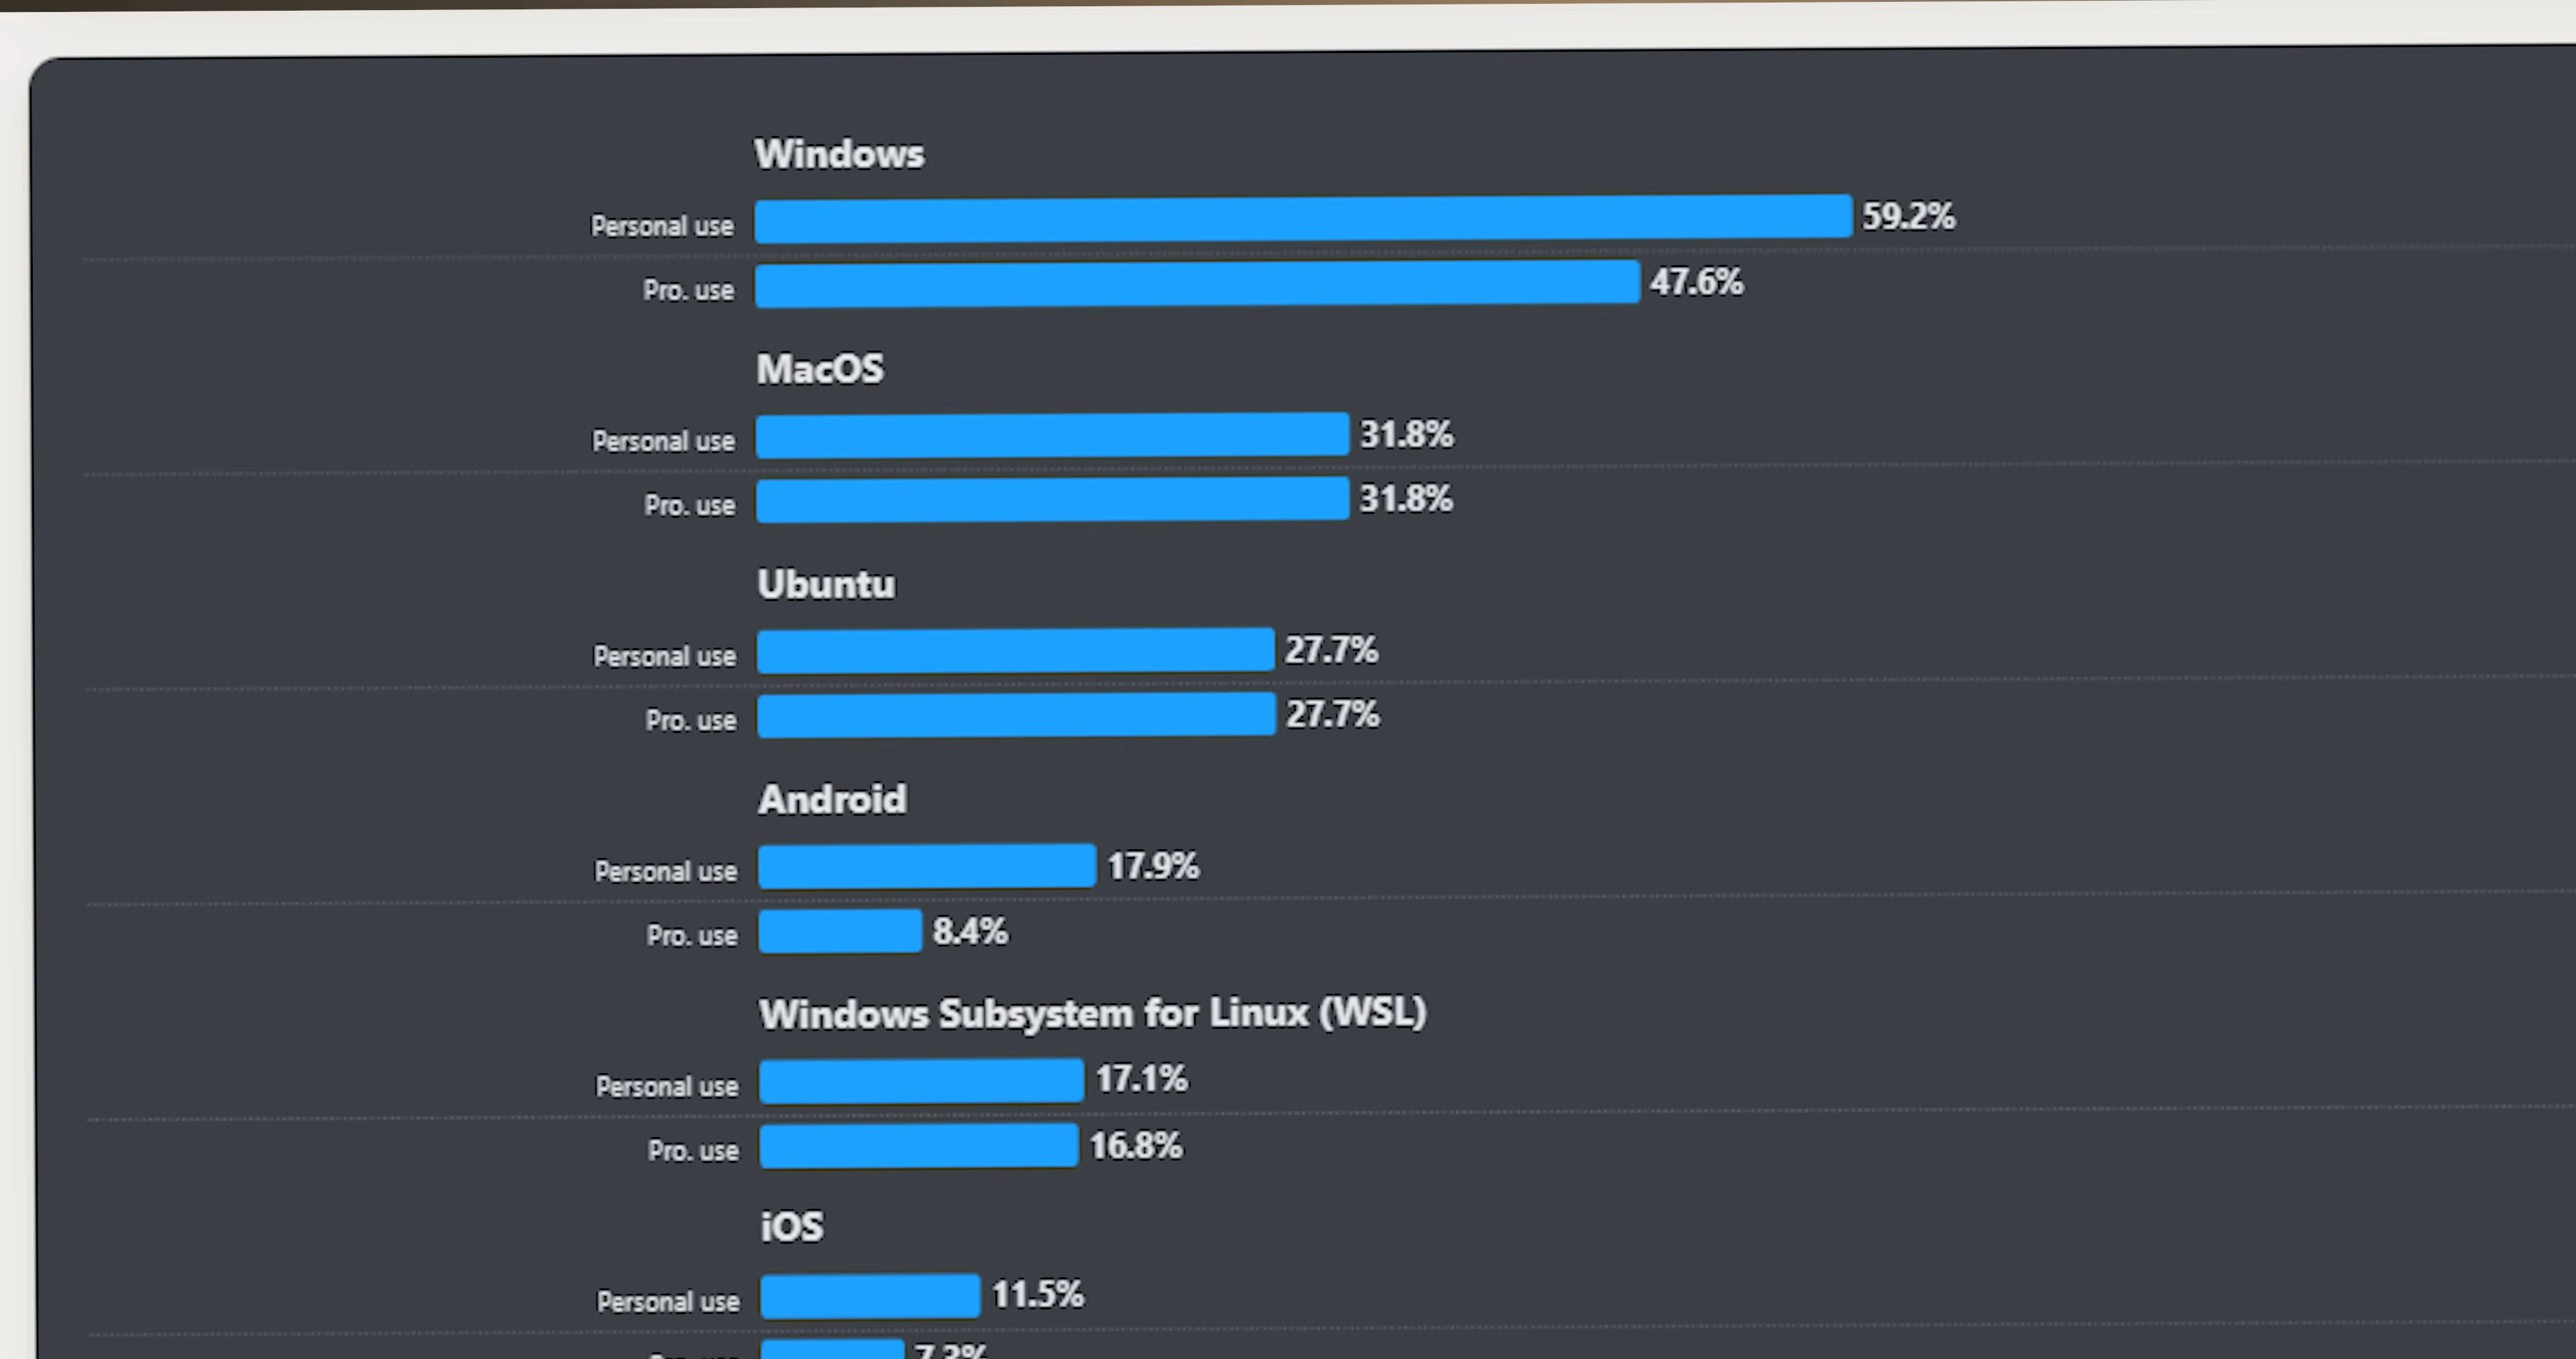 Windows
Personal use 59.2%
Pro. use 47.6%
MacOS
Personal use 31.8%
Pro. use 31.8%
Ubuntu
Personal use 27.7%
Pro. use 27.7%
Android
Personal use 17.9%
Pro. use 8.4%
Windows Subsystem for Linux (WSL)
Personal use 17.1%
Pro. use 16.8%
iOS
Personal use 11.5%